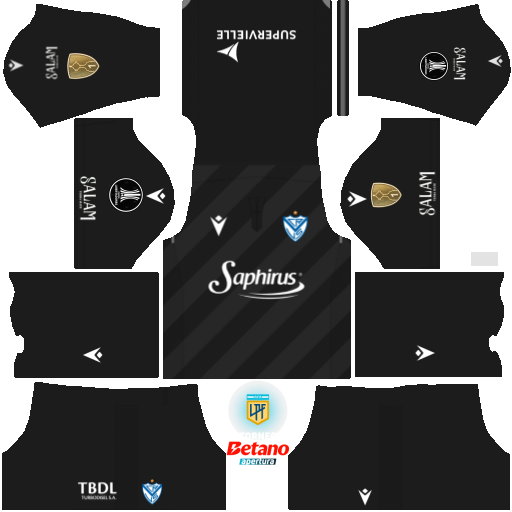 SUPERVIELLE
SALAM
SALAM
SALAM
SALAM
Saphirus
LPF
Betano
apertura
TBDL
TURBODISEL S.A.